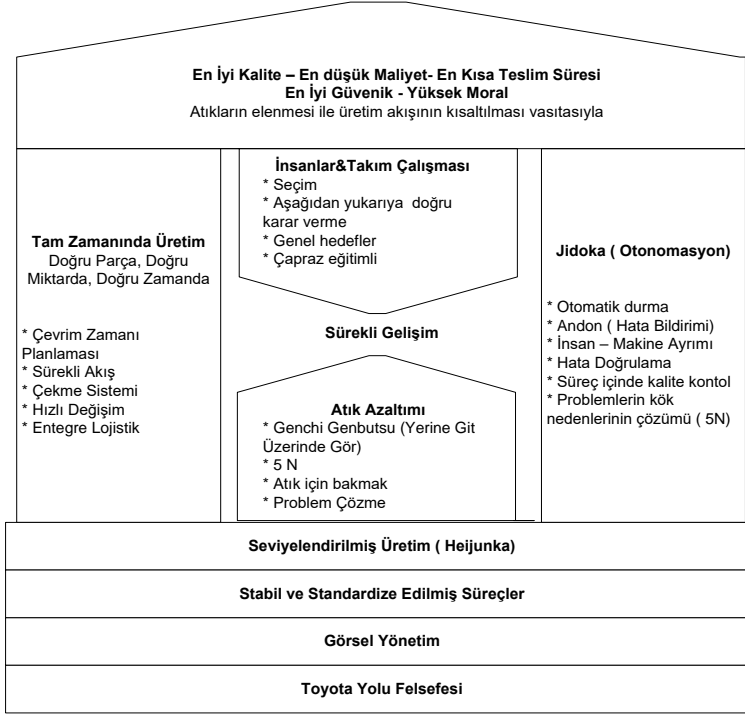 En İyi Kalite – En düşük Maliyet- En Kısa Teslim Süresi
En İyi Güvenik - Yüksek Moral
Atıkların elenmesi ile üretim akışının kısaltılması vasıtasıyla
Tam Zamanında Üretim
Doğru Parça, Doğru
Miktarda, Doğru Zamanda
* Çevrim Zamanı
Planlaması
* Sürekli Akış
* Çekme Sistemi
* Hızlı Değişim
* Entegre Lojistik
İnsanlar&Takım Çalışması
* Seçim
* Aşağıdan yukarıya doğru
karar verme
* Genel hedefler
* Çapraz eğitimli
Sürekli Gelişim
Atık Azaltımı
* Genchi Genbutsu (Yerine Git
Üzerinde Gör)
* 5 N
* Atık için bakmak
* Problem Çözme
Jidoka ( Otonomasyon)
* Otomatik durma
* Andon ( Hata Bildirimi)
* İnsan – Makine Ayrımı
* Hata Doğrulama
* Süreç içinde kalite kontol
* Problemlerin kök
nedenlerinin çözümü ( 5N)
Seviyelendirilmiş Üretim ( Heijunka)
Stabil ve Standardize Edilmiş Süreçler
Görsel Yönetim
Toyota Yolu Felsefesi